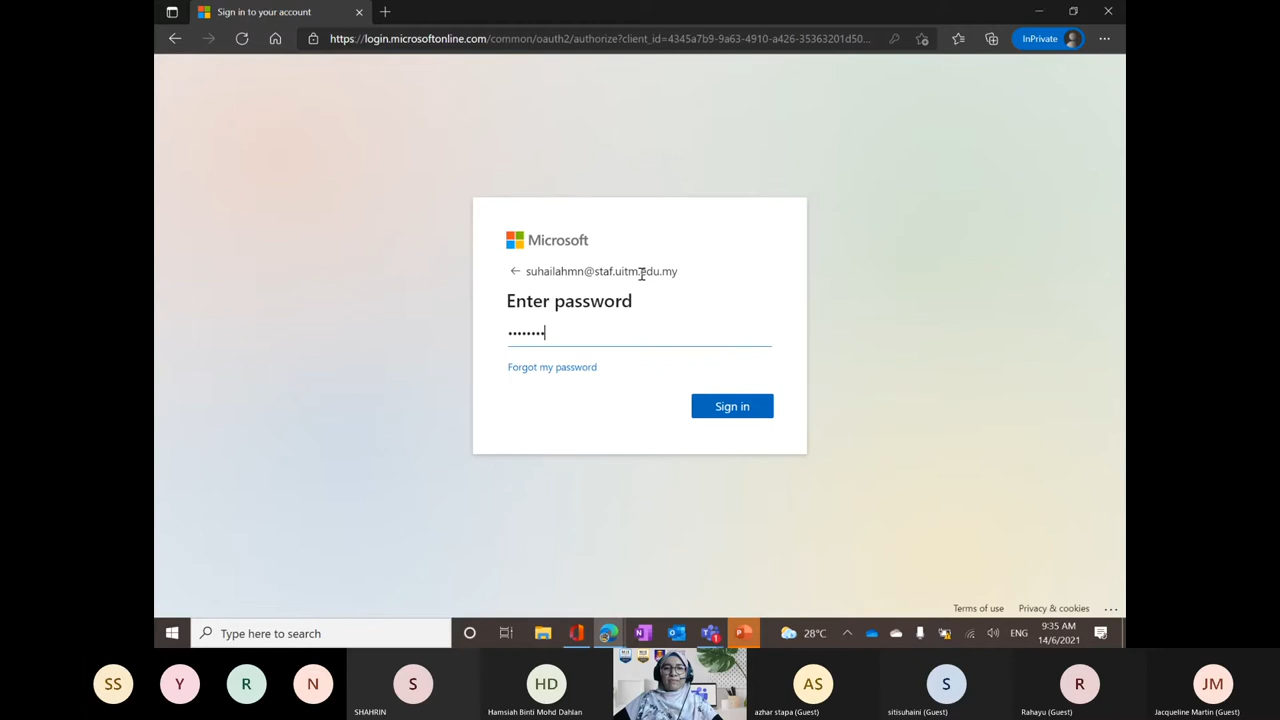 Sign in to your account
https://login.microsoftonline.com/common/oauth2/authorize?client_id=4345a7b9-9a63-4910-a426-35363201d50...
InPrivate
Microsoft
suhailahmn@staf.uitm.edu.my
Enter password
Forgot my password
Sign in
Terms of use
Privacy & cookies
Type here to search
28°C
ENG
9:35 AM
14/6/2021
SS
Y
R
N
S
HD
AS
S
R
JM
SHAHRIN
Hamsiah Binti Mohd Dahlan
azhar stapa (Guest)
sitisuhaini (Guest)
Rahayu (Guest)
Jacqueline Martin (Guest)